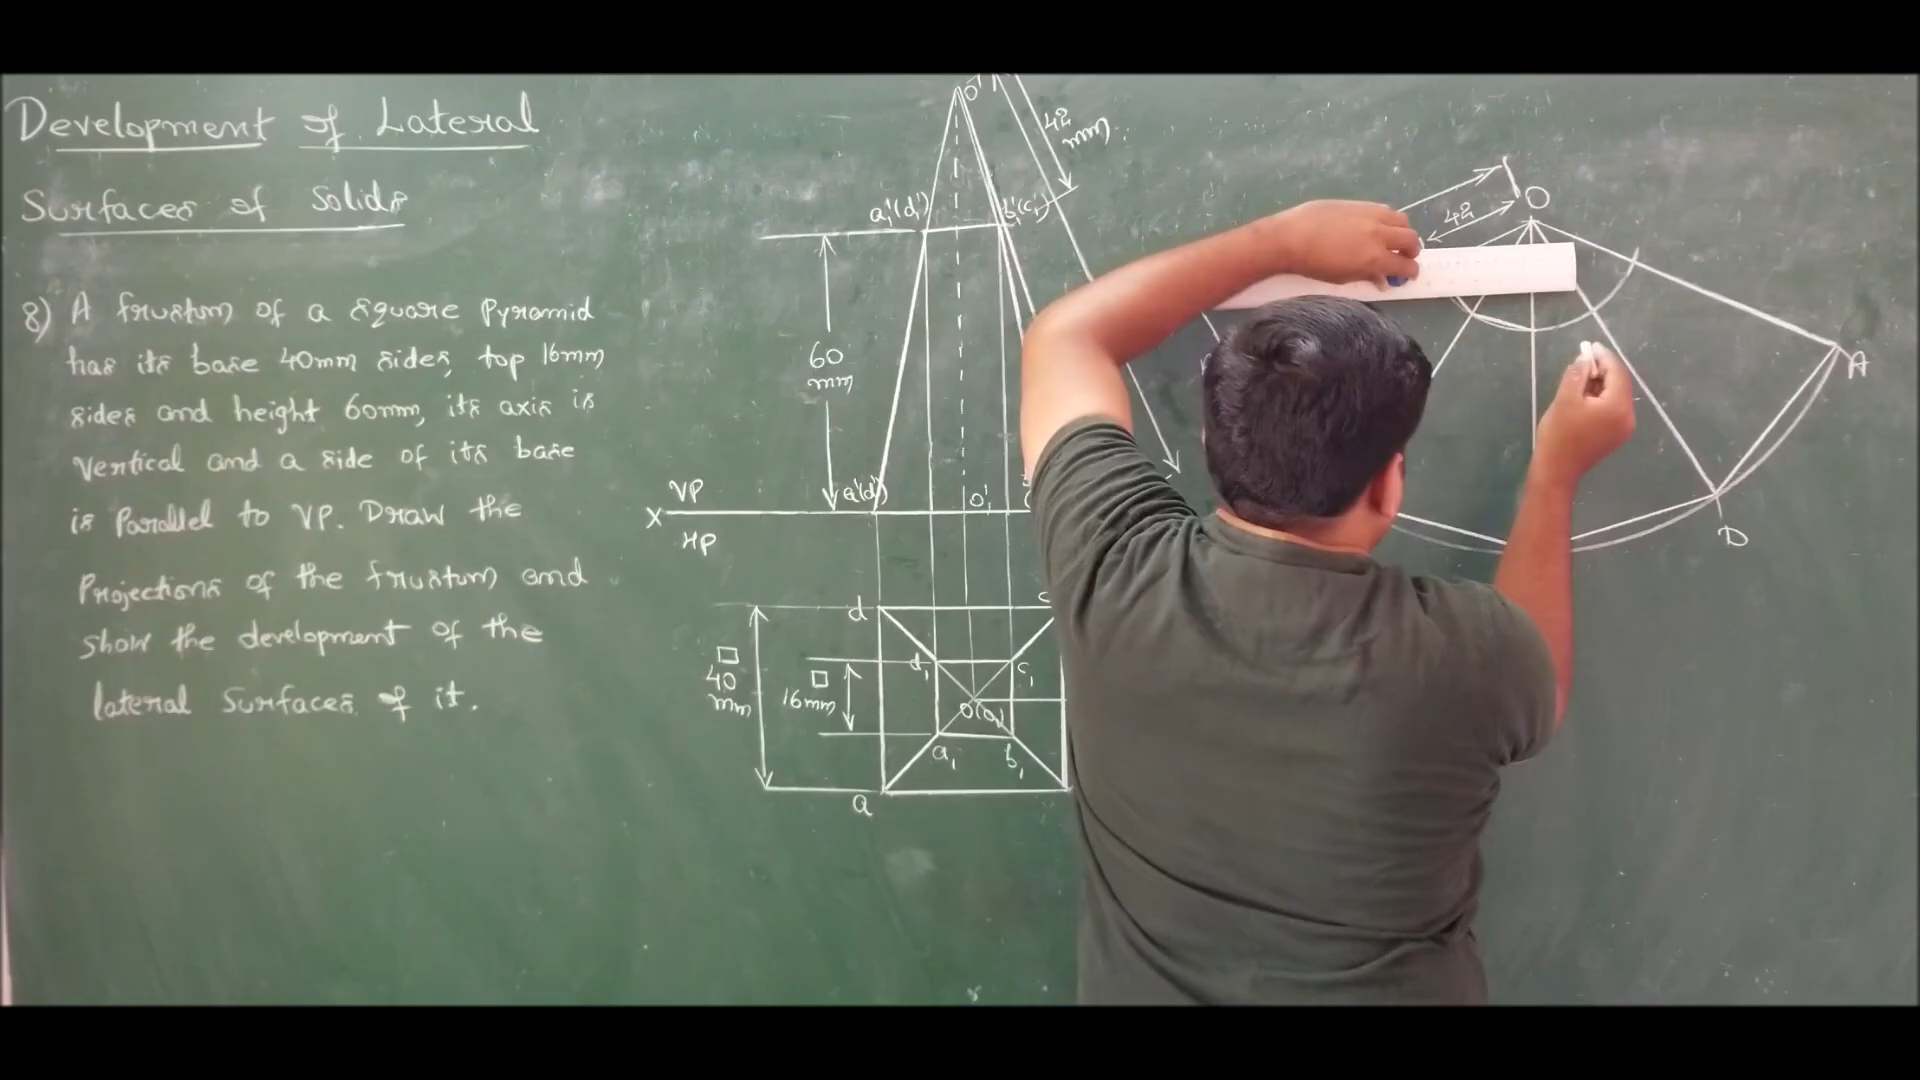 Development of Lateral
Surfaces of Solids
8) A frustum of a square pyramid
has its base 40mm sides, top 16mm
sides and height 60mm, its axis is
vertical and a side of its base
is parallel to VP. Draw the
projections of the frustum and
show the development of the
lateral surfaces of it.
O'
42
mm
a₁'(d₁')
b₁'(c₁')
60
mm
VP
a'(d')
O₁'
X
HP
d
c
□
40
mm
d₁
c₁
□
16mm
O(O₁)
a₁
b₁
a
42
O
A
D